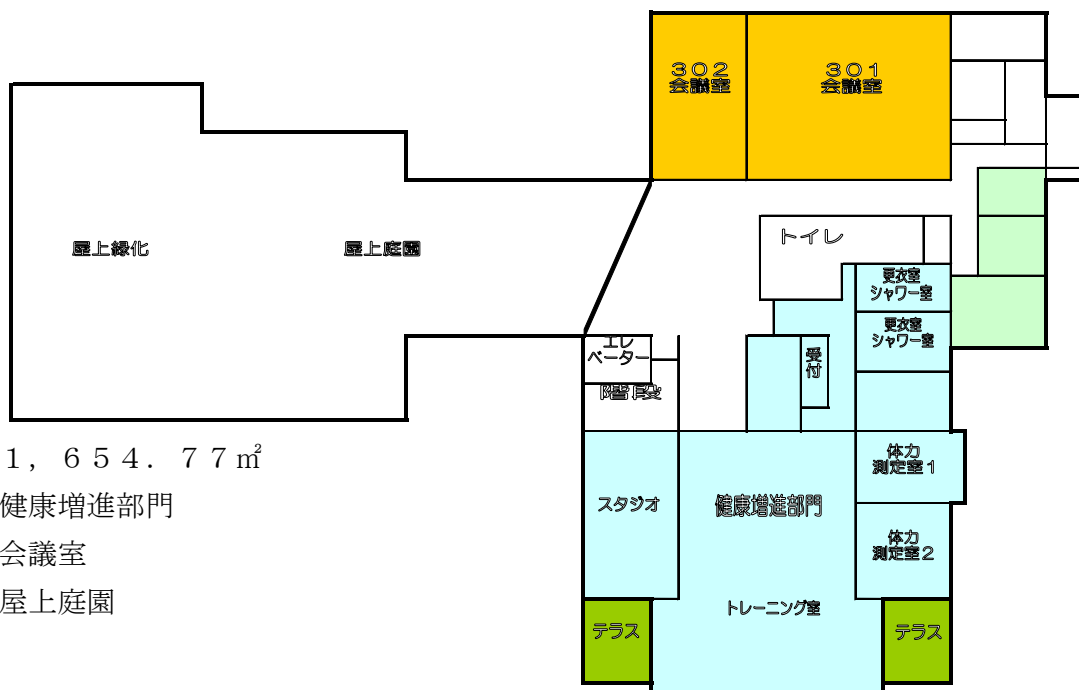 302
会議室
301
会議室
屋上緑化
屋上庭園
トイレ
更衣室
シャワー室
更衣室
シャワー室
エレ
ベーター
受付
階段
1,654.77㎡
健康増進部門
会議室
屋上庭園
スタジオ
健康増進部門
体力
測定室1
体力
測定室2
トレーニング室
テラス
テラス